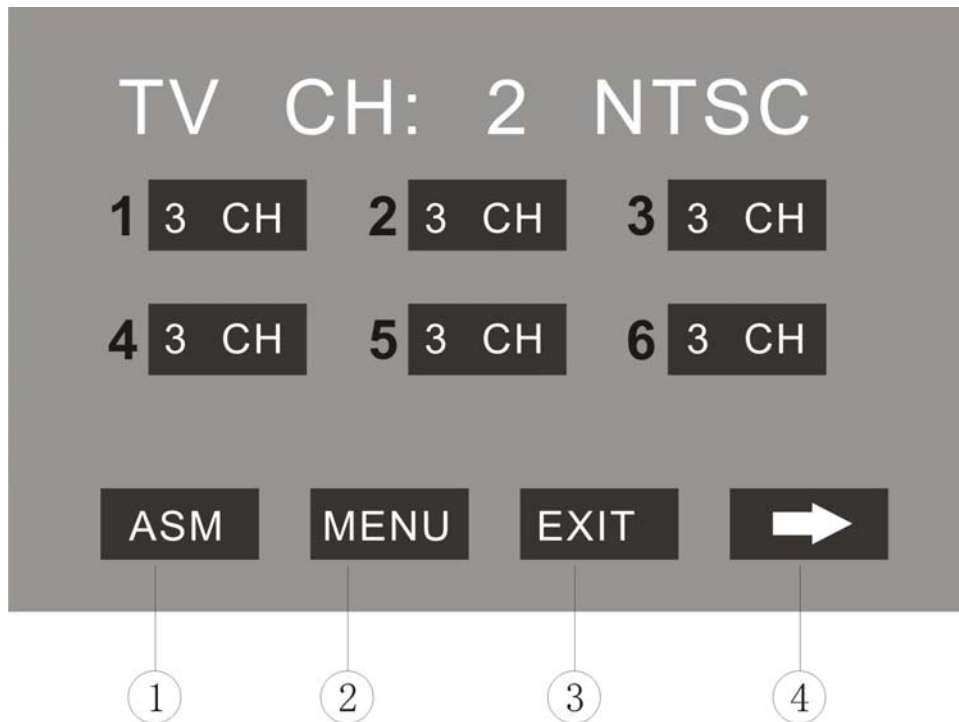 TV CH: 2 NTSC
1 3 CH 2 3 CH 3 3 CH
4 3 CH 5 3 CH 6 3 CH
ASM MENU EXIT
① ② ③ ④